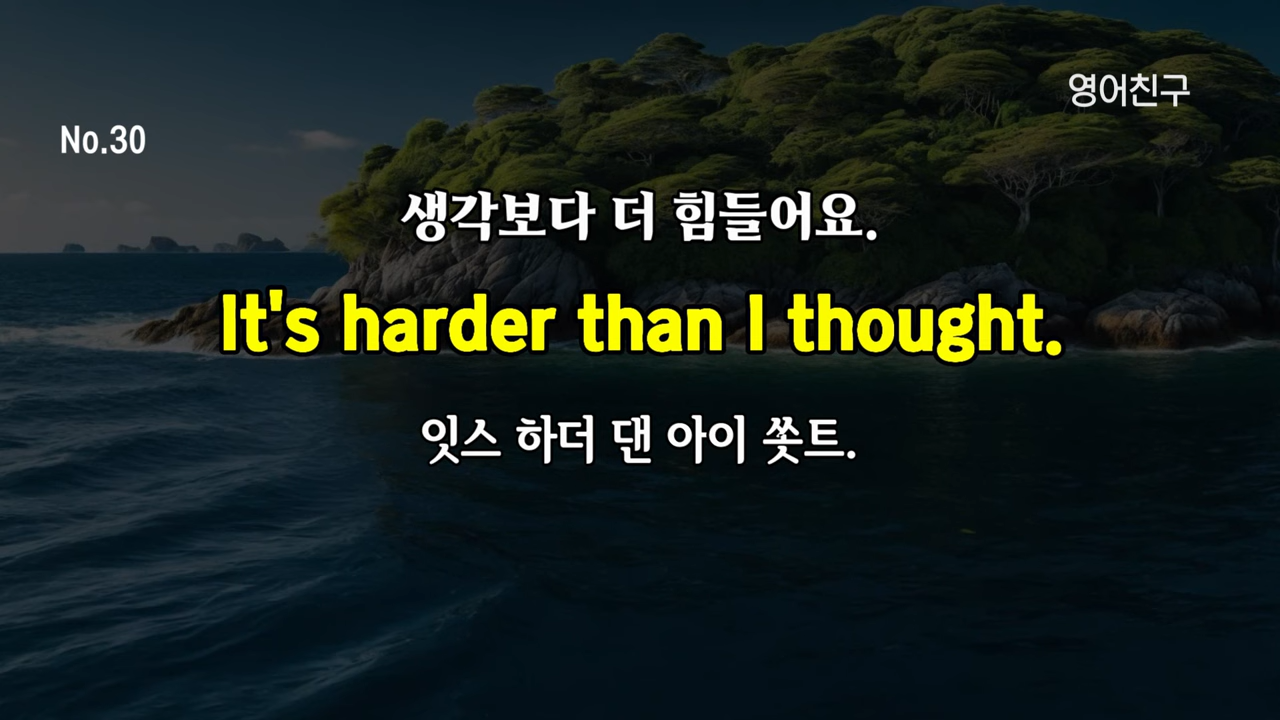 영어친구
No.30
생각보다 더 힘들어요.
It's harder than I thought.
잇스 하더 댄 아이 쏫트.